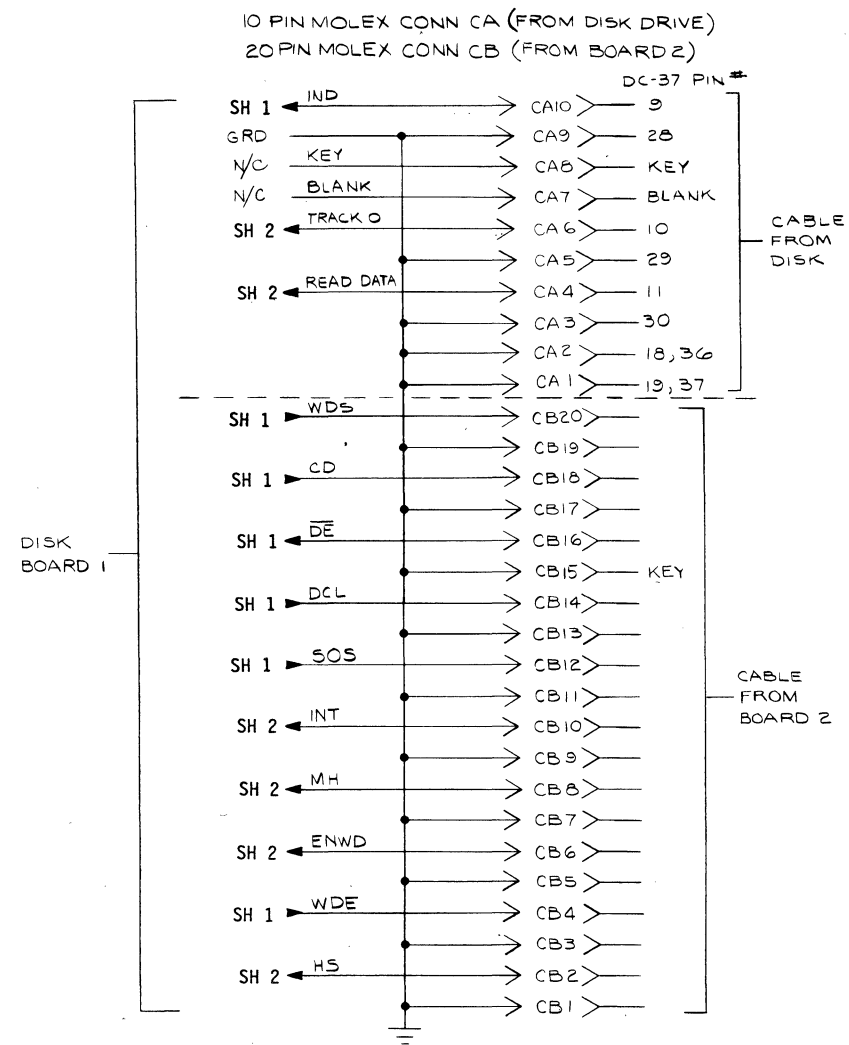 10 PIN MOLEX CONN CA (FROM DISK DRIVE)
20 PIN MOLEX CONN CB (FROM BOARD 2)
DC-37 PIN #
SH 1 IND CA10 9
GRD CA9 28
N/C KEY CA8 KEY
N/C BLANK CA7 BLANK
SH 2 TRACK 0 CA6 10
CA5 29
SH 2 READ DATA CA4 11
CA3 30
CA2 18,36
CA1 19,37
CABLE
FROM
DISK
SH 1 WDS CB20
CB19
SH 1 CD CB18
CB17
SH 1 D̅E̅ CB16
CB15 KEY
SH 1 DCL CB14
CB13
SH 1 SOS CB12
CB11
SH 2 INT CB10
CB9
SH 2 MH CB8
CB7
SH 2 ENWD CB6
CB5
SH 1 WDE CB4
CB3
SH 2 HS CB2
CB1
DISK
BOARD 1
CABLE
FROM
BOARD 2